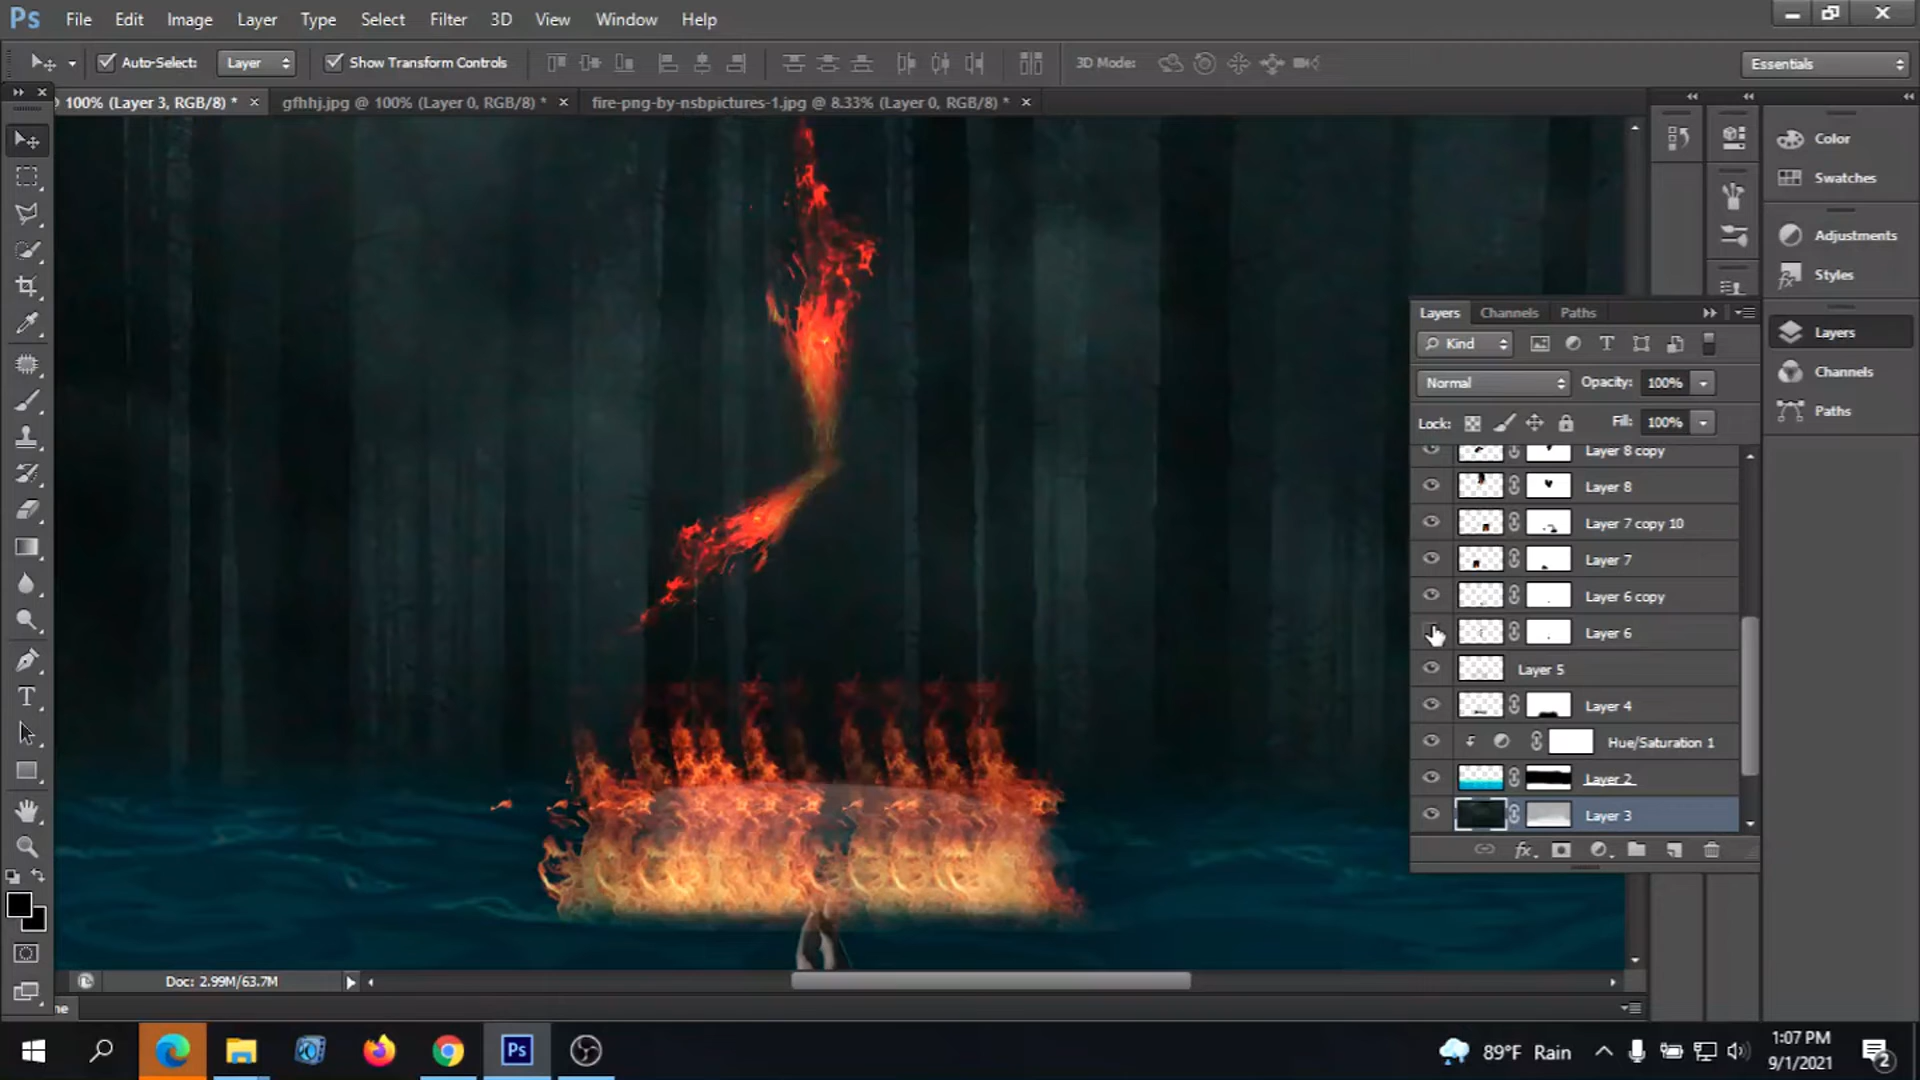 Ps File Edit Image Layer Type Select Filter 3D View Window Help
Auto-Select: Layer Show Transform Controls 3D Mode: Essentials
100% (Layer 3, RGB/8) * gfhhj.jpg @ 100% (Layer 0, RGB/8) * fire-png-by-nsbpictures-1.jpg @ 8.33% (Layer 0, RGB/8) *
Color
Swatches
Adjustments
Styles
Layers
Channels
Paths
Layers Channels Paths
Kind
Normal Opacity: 100%
Lock: Fill: 100%
Layer 8 copy
Layer 8
Layer 7 copy 10
Layer 7
Layer 6 copy
Layer 6
Layer 5
Layer 4
Hue/Saturation 1
Layer 2
Layer 3
fx
Doc: 2.99M/63.7M
ne
Ps
89°F Rain
1:07 PM
9/1/2021
2